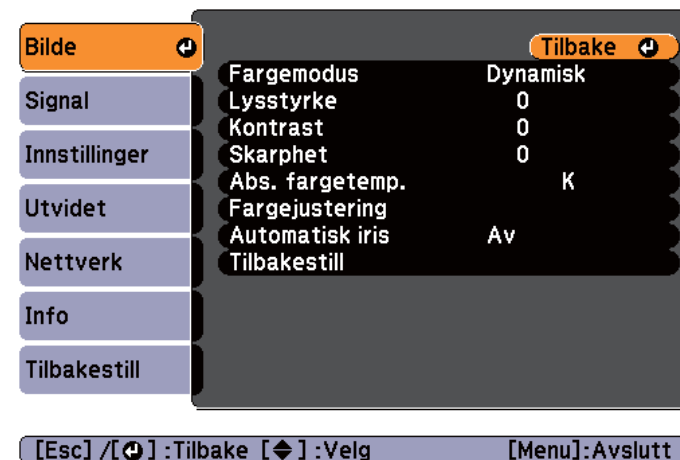 Bilde
Signal
Innstillinger
Utvidet
Nettverk
Info
Tilbakestill
Tilbake
Fargemodus Dynamisk
Lysstyrke 0
Kontrast 0
Skarphet 0
Abs. fargetemp. K
Fargejustering
Automatisk iris Av
Tilbakestill
[Esc] /[⏎] :Tilbake [◆] :Velg [Menu]:Avslutt